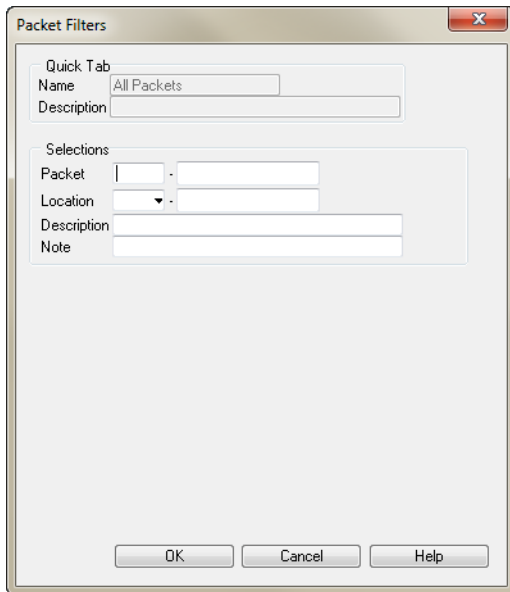 Packet Filters
Quick Tab
Name All Packets
Description
Selections
Packet -
Location -
Description
Note
OK Cancel Help